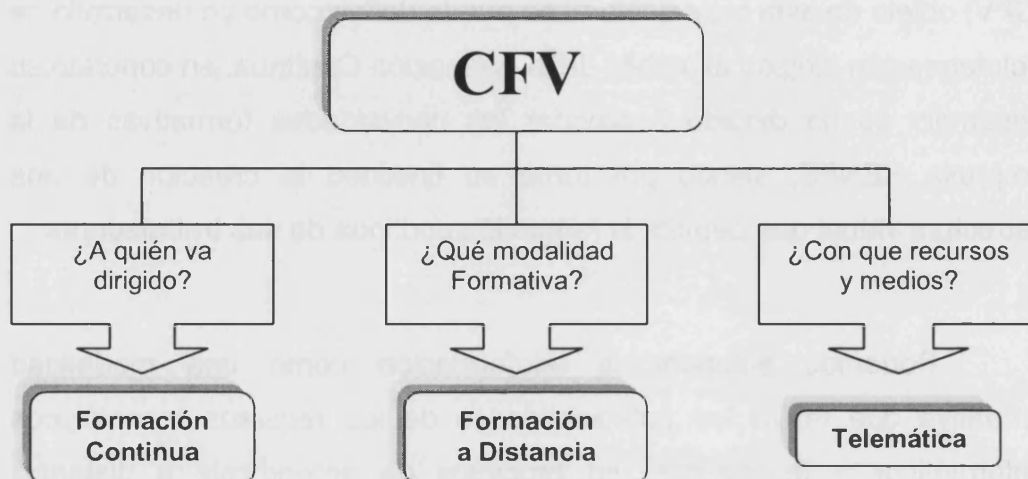 CFV
¿A quién va
dirigido?
¿Qué modalidad
Formativa?
¿Con que recursos
y medios?
Formación
Continua
Formación
a Distancia
Telemática